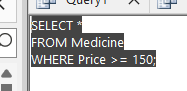 Query1
SELECT *
FROM Medicine
WHERE Price >= 150;